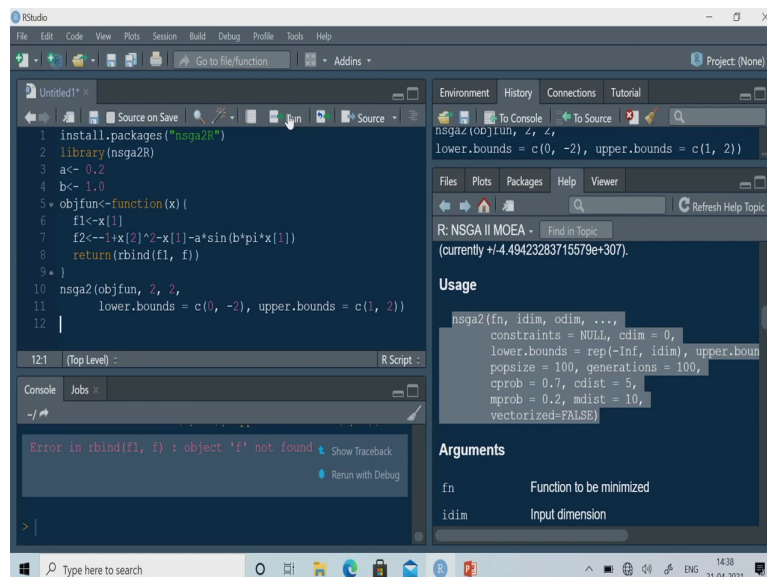 RStudio
File Edit Code View Plots Session Build Debug Profile Tools Help
Go to file/function Addins Project: (None)
Untitled1*
Source on Save Run Source
1 install.packages("nsga2R")
2 library(nsga2R)
3 a<- 0.2
4 b<- 1.0
5 objfun<-function(x){
6 f1<-x[1]
7 f2<--1+x[2]^2-x[1]-a*sin(b*pi*x[1])
8 return(rbind(f1, f))
9 }
10 nsga2(objfun, 2, 2,
11 lower.bounds = c(0, -2), upper.bounds = c(1, 2))
12
12:1 (Top Level) R Script
Console Jobs
~/
Error in rbind(f1, f) : object 'f' not found
Show Traceback
Rerun with Debug
>
Environment History Connections Tutorial
To Console To Source
nsga2(objfun, 2, 2,
lower.bounds = c(0, -2), upper.bounds = c(1, 2))
Files Plots Packages Help Viewer
Refresh Help Topic
R: NSGA II MOEA Find in Topic
(currently +/-4.49423283715579e+307).
Usage
nsga2(fn, idim, odim, ...,
constraints = NULL, cdim = 0,
lower.bounds = rep(-Inf, idim), upper.boun
popsize = 100, generations = 100,
cprob = 0.7, cdist = 5,
mprob = 0.2, mdist = 10,
vectorized=FALSE)
Arguments
fn Function to be minimized
idim Input dimension
Type here to search ENG 14:38
21-04-2021